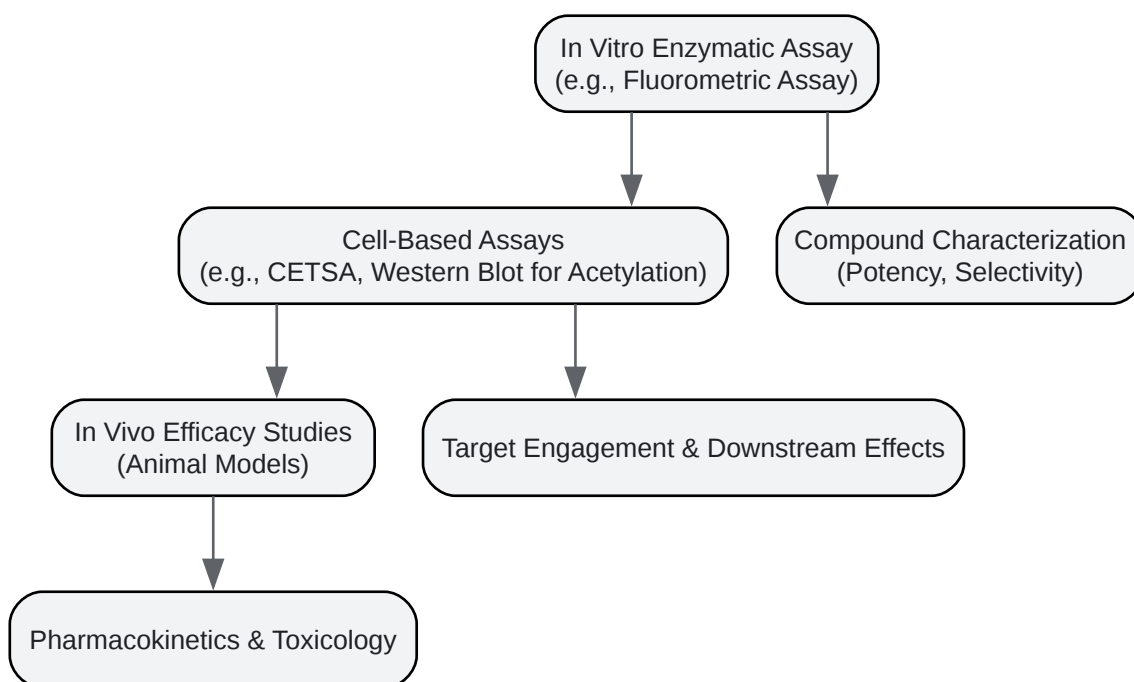 In Vitro Enzymatic Assay
(e.g., Fluorometric Assay)
Cell-Based Assays
(e.g., CETSA, Western Blot for Acetylation)
Compound Characterization
(Potency, Selectivity)
In Vivo Efficacy Studies
(Animal Models)
Target Engagement & Downstream Effects
Pharmacokinetics & Toxicology